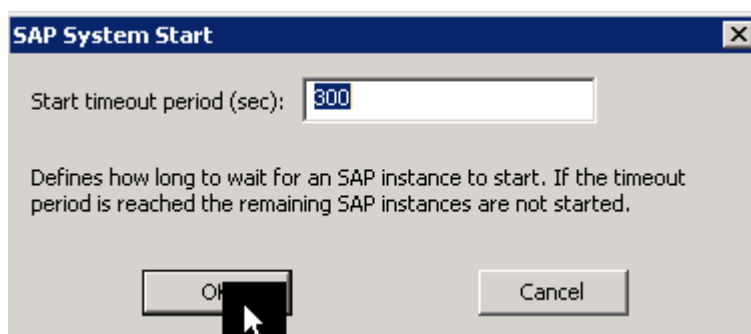 SAP System Start
Start timeout period (sec): 300
Defines how long to wait for an SAP instance to start. If the timeout
period is reached the remaining SAP instances are not started.
Cancel